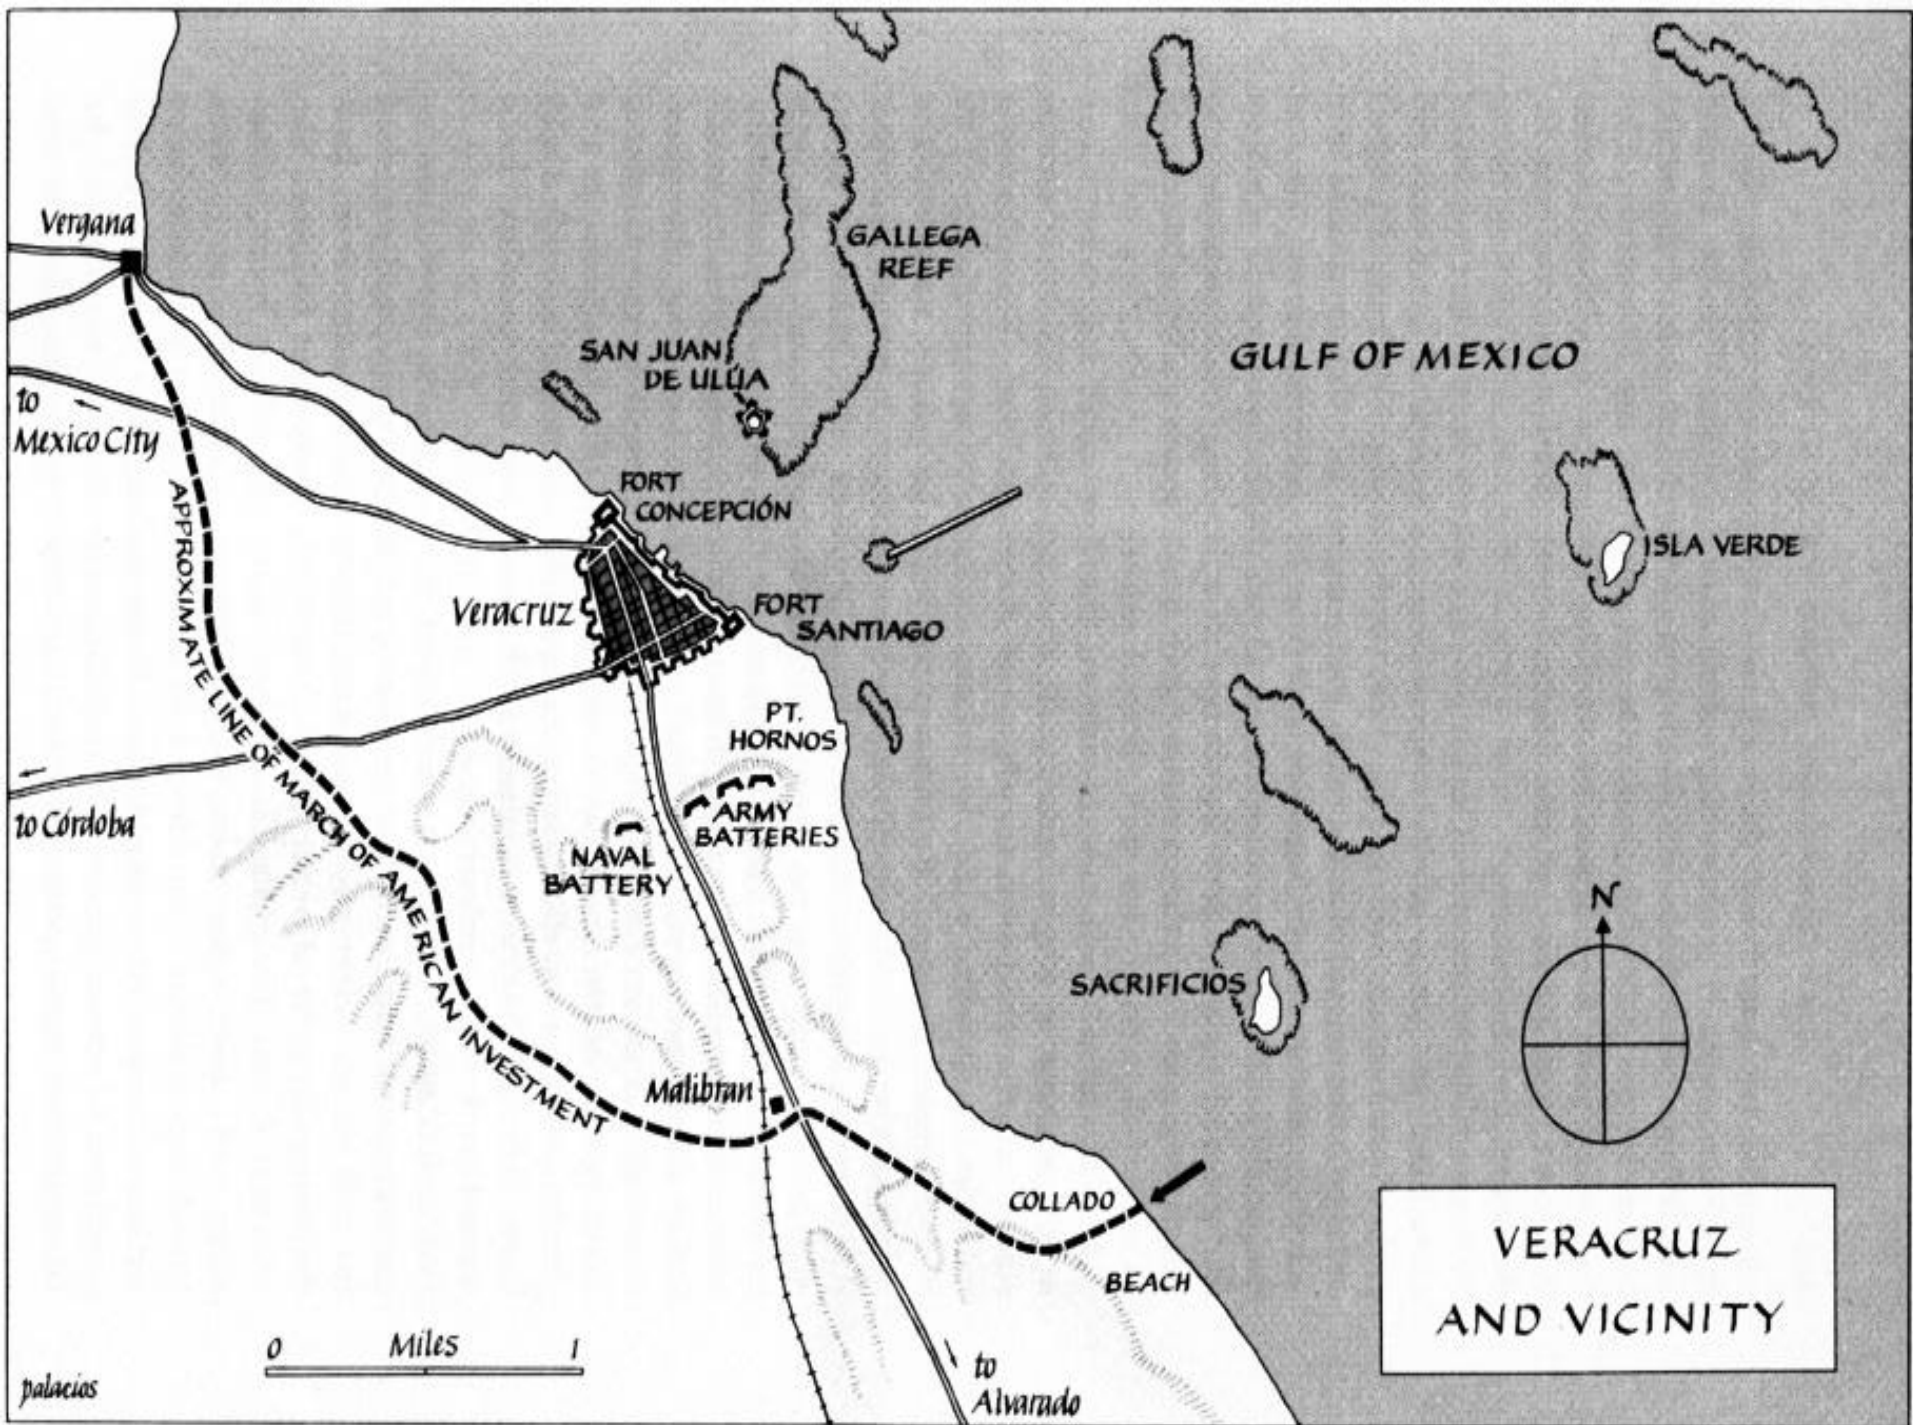 Vergana
GALLEGA
REEF
SAN JUAN
DE ULÚA
GULF OF MEXICO
to
Mexico City
FORT
CONCEPCIÓN
ISLA VERDE
Veracruz
FORT
SANTIAGO
APPROXIMATE LINE OF MARCH OF AMERICAN INVESTMENT
PT.
HORNOS
to Córdoba
ARMY
BATTERIES
NAVAL
BATTERY
N
SACRIFICIOS
Malibran
COLLADO
BEACH
VERACRUZ
AND VICINITY
0 Miles 1
to
Alvarado
palacios